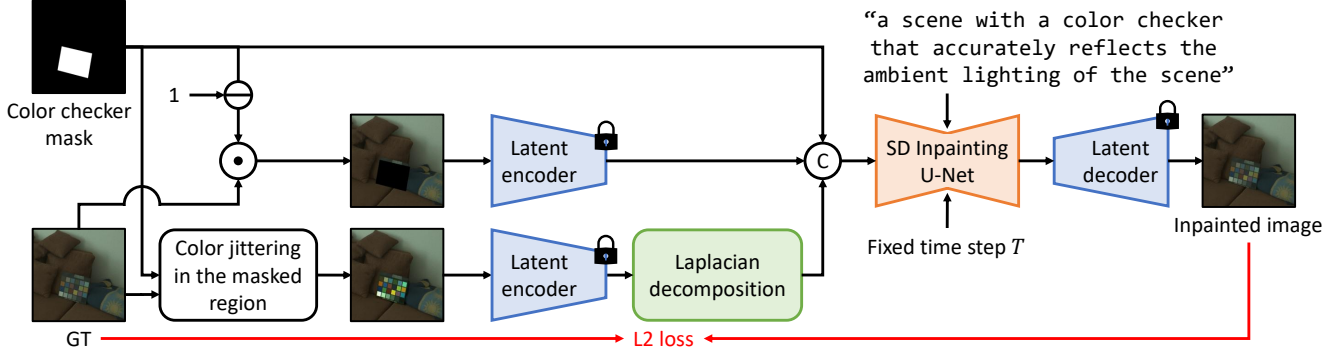 Color checker
mask
1
GT
Color jittering
in the masked
region
Latent
encoder
Latent
encoder
Laplacian
decomposition
C
“a scene with a color checker
that accurately reflects the
ambient lighting of the scene”
SD Inpainting
U-Net
Fixed time step T
Latent
decoder
Inpainted image
L2 loss